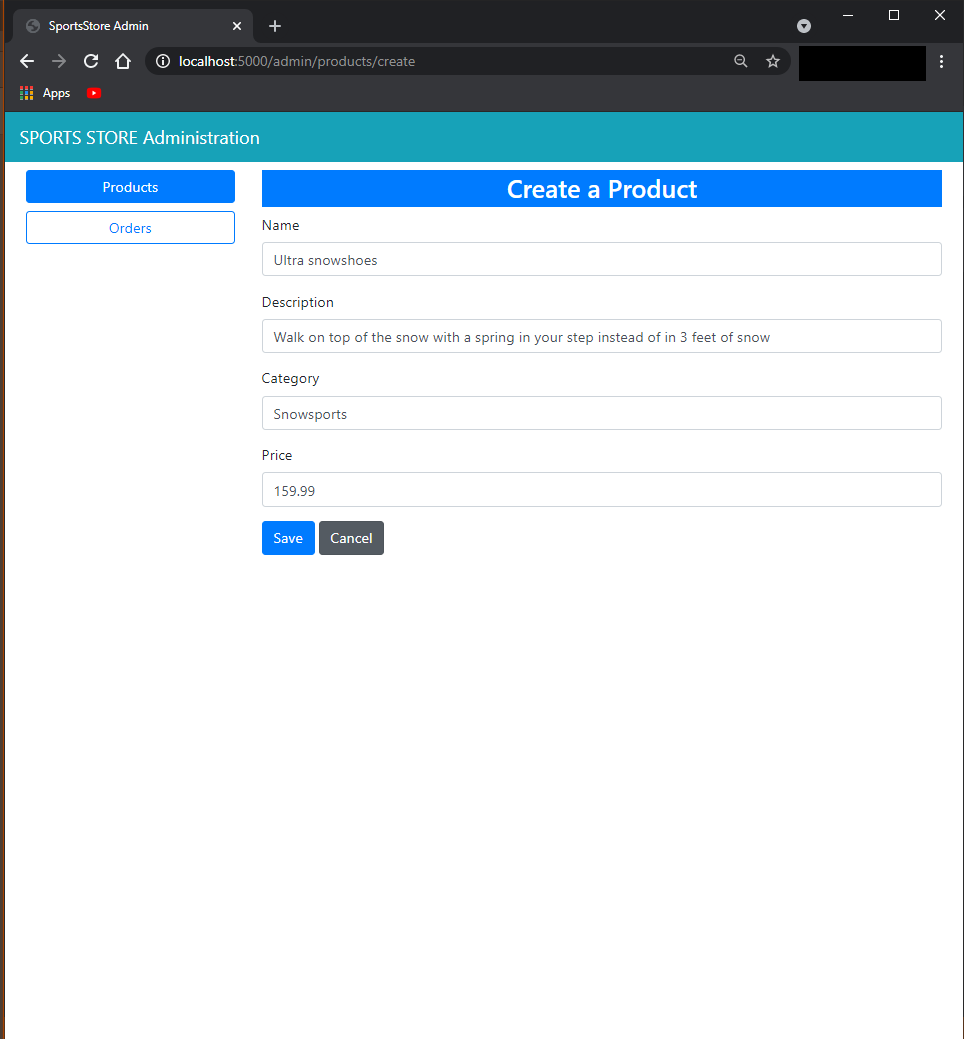 SportsStore Admin
localhost:5000/admin/products/create
Apps
SPORTS STORE Administration
Products
Orders
Create a Product
Name
Ultra snowshoes
Description
Walk on top of the snow with a spring in your step instead of in 3 feet of snow
Category
Snowsports
Price
159.99
Save Cancel